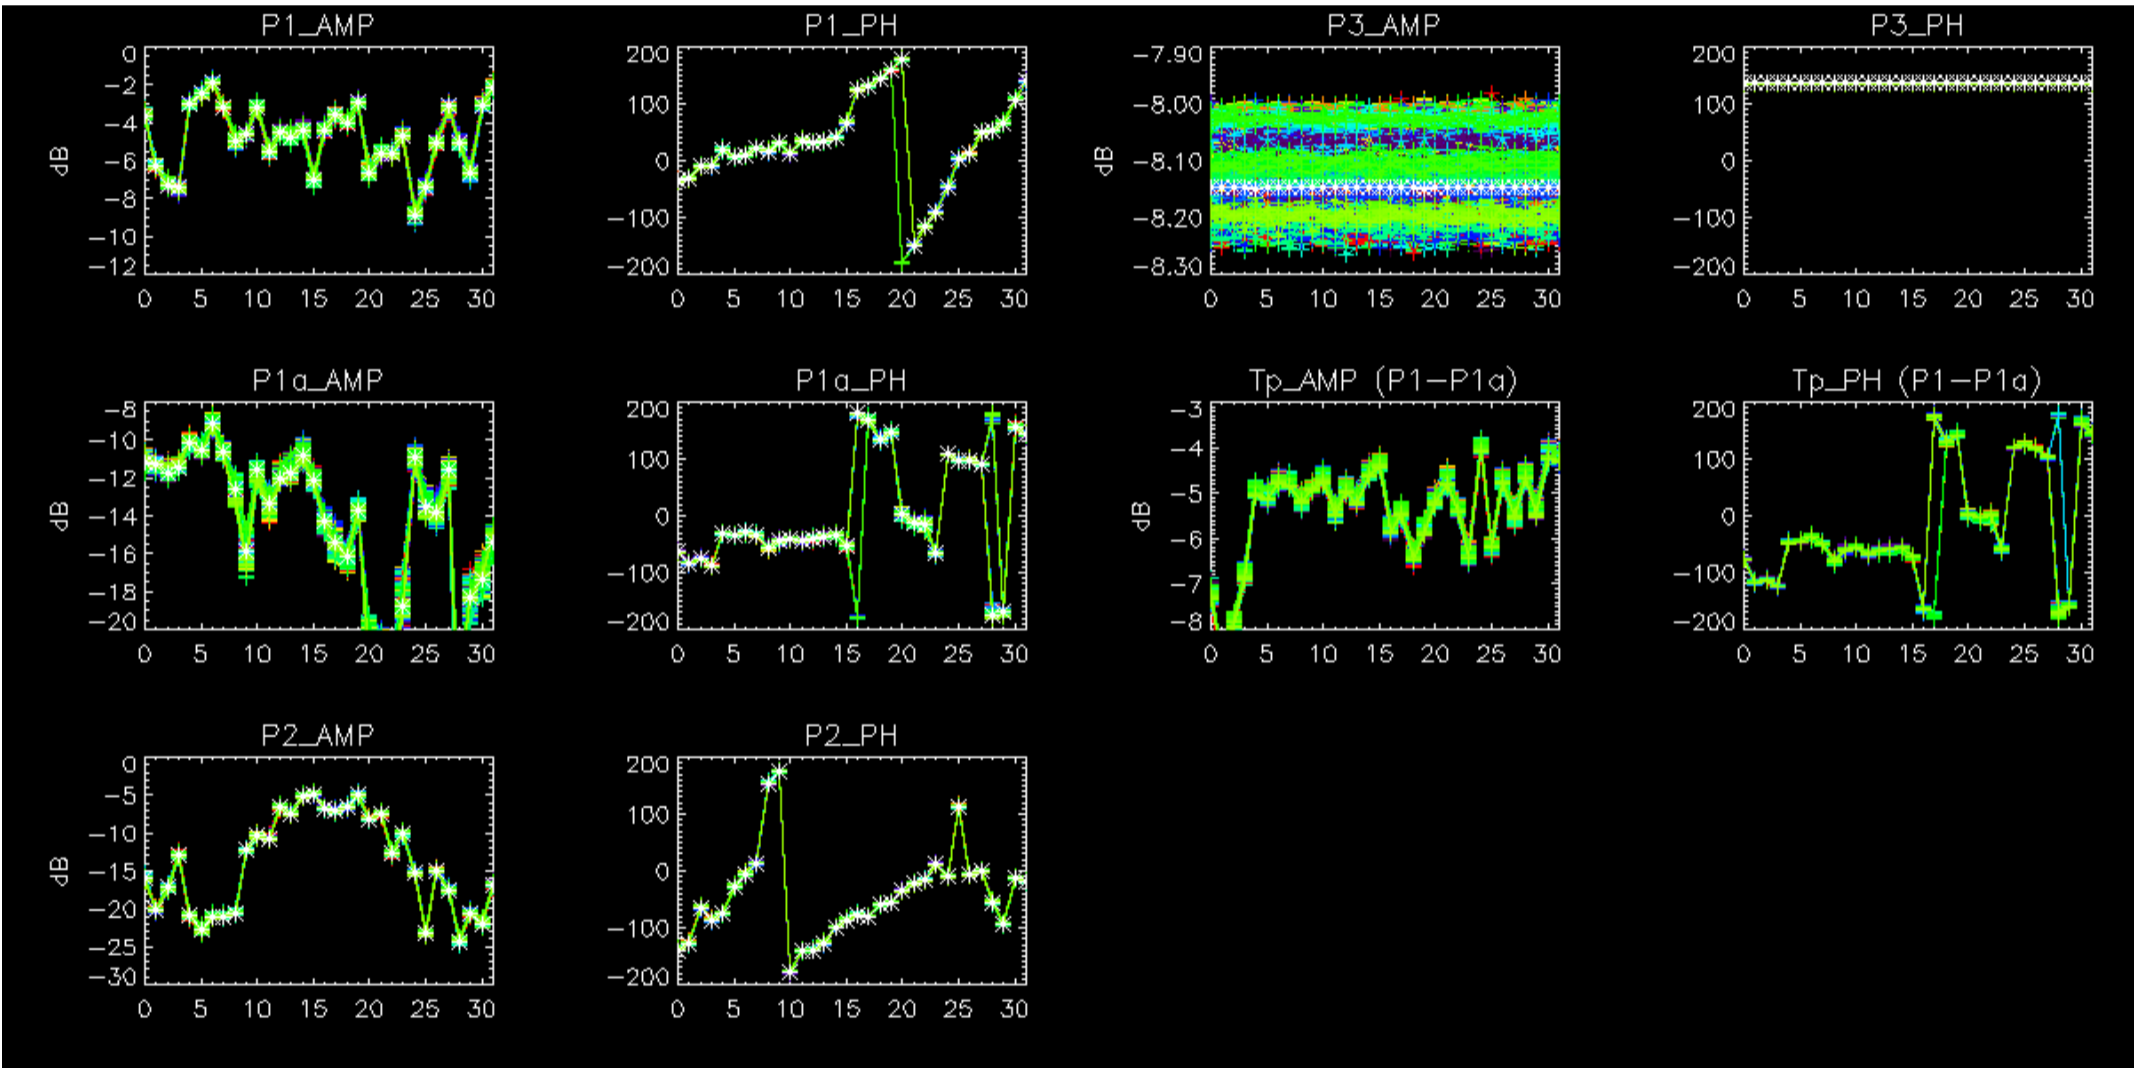 P1_AMP
0
−2
−4
−6
−8
−10
−12
dB
0 5 10 15 20 25 30
P1_PH
200
100
0
−100
−200
0 5 10 15 20 25 30
P3_AMP
−7.90
−8.00
−8.10
−8.20
−8.30
dB
0 5 10 15 20 25 30
P3_PH
200
100
0
−100
−200
0 5 10 15 20 25 30
P1a_AMP
−8
−10
−12
−14
−16
−18
−20
dB
0 5 10 15 20 25 30
P1a_PH
200
100
0
−100
−200
0 5 10 15 20 25 30
Tp_AMP (P1−P1a)
−3
−4
−5
−6
−7
−8
dB
0 5 10 15 20 25 30
Tp_PH (P1−P1a)
200
100
0
−100
−200
0 5 10 15 20 25 30
P2_AMP
0
−5
−10
−15
−20
−25
−30
dB
0 5 10 15 20 25 30
P2_PH
200
100
0
−100
−200
0 5 10 15 20 25 30